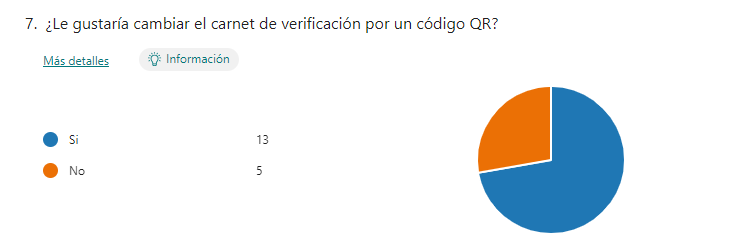 7. ¿Le gustaría cambiar el carnet de verificación por un código QR?
Más detalles Información
Si 13
No 5